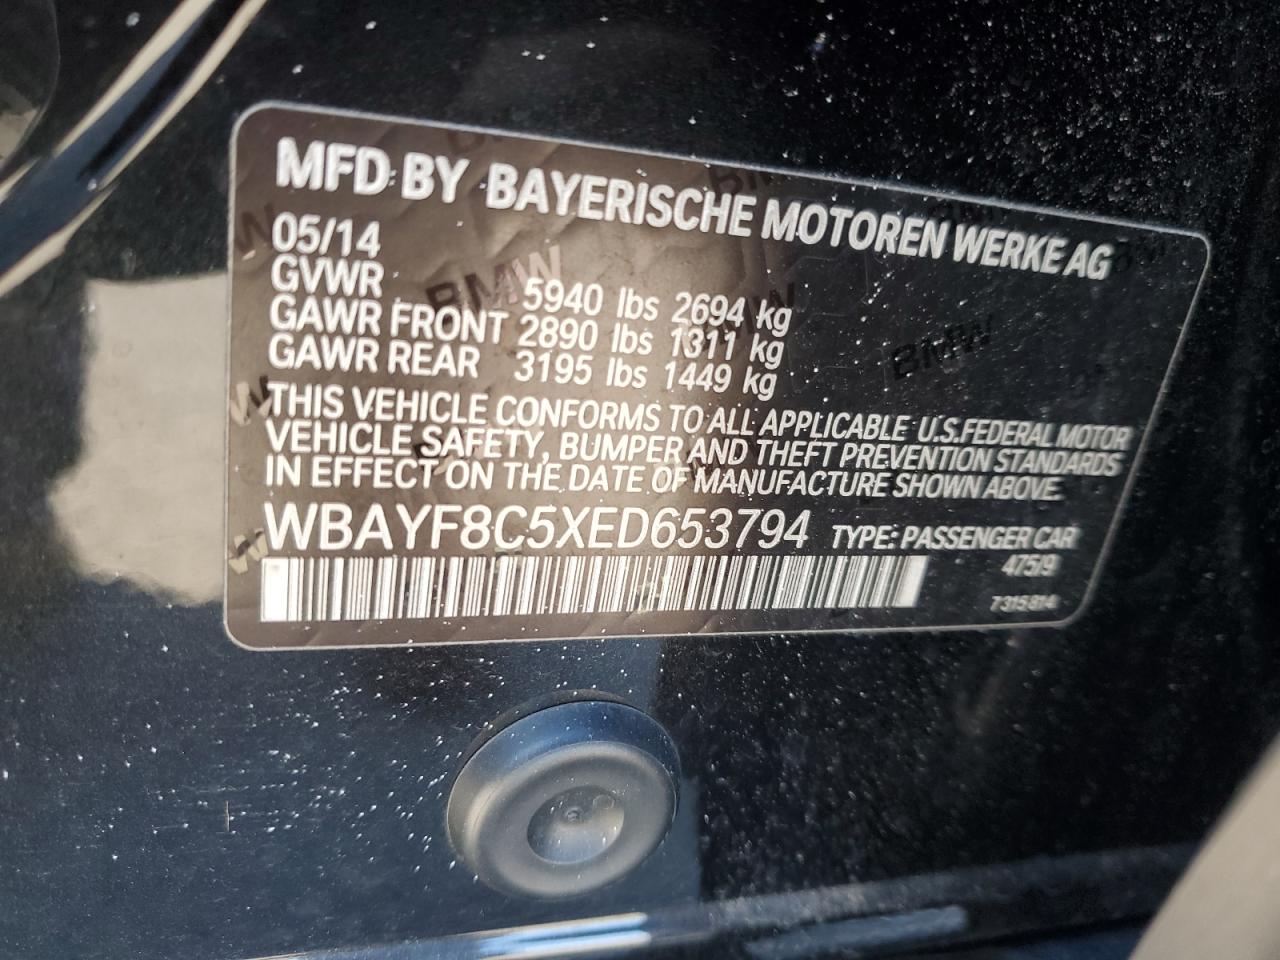 MFD BY BAYERISCHE MOTOREN WERKE AG
05/14
GVWR 5940 lbs 2694 kg
GAWR FRONT 2890 lbs 1311 kg
GAWR REAR 3195 lbs 1449 kg
THIS VEHICLE CONFORMS TO ALL APPLICABLE U.S.FEDERAL MOTOR
VEHICLE SAFETY, BUMPER AND THEFT PREVENTION STANDARDS
IN EFFECT ON THE DATE OF MANUFACTURE SHOWN ABOVE.
WBAYF8C5XED653794 TYPE: PASSENGER CAR
475/9
7315814